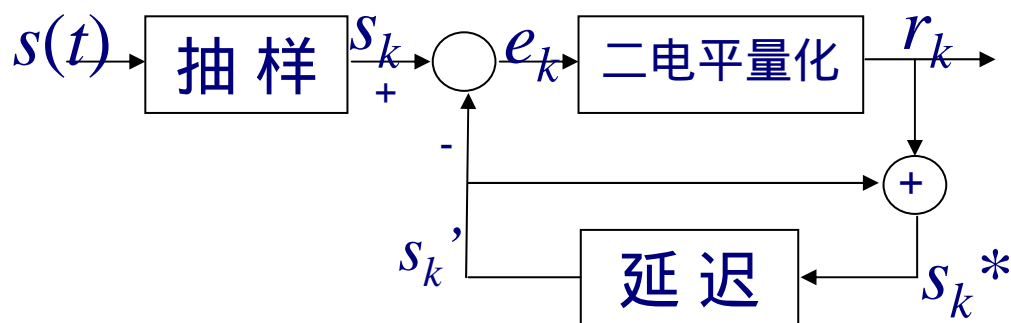 s(t)
抽 样
s_k
+
e_k
二电平量化
r_k
-
+
s_k’
延 迟
s_k*